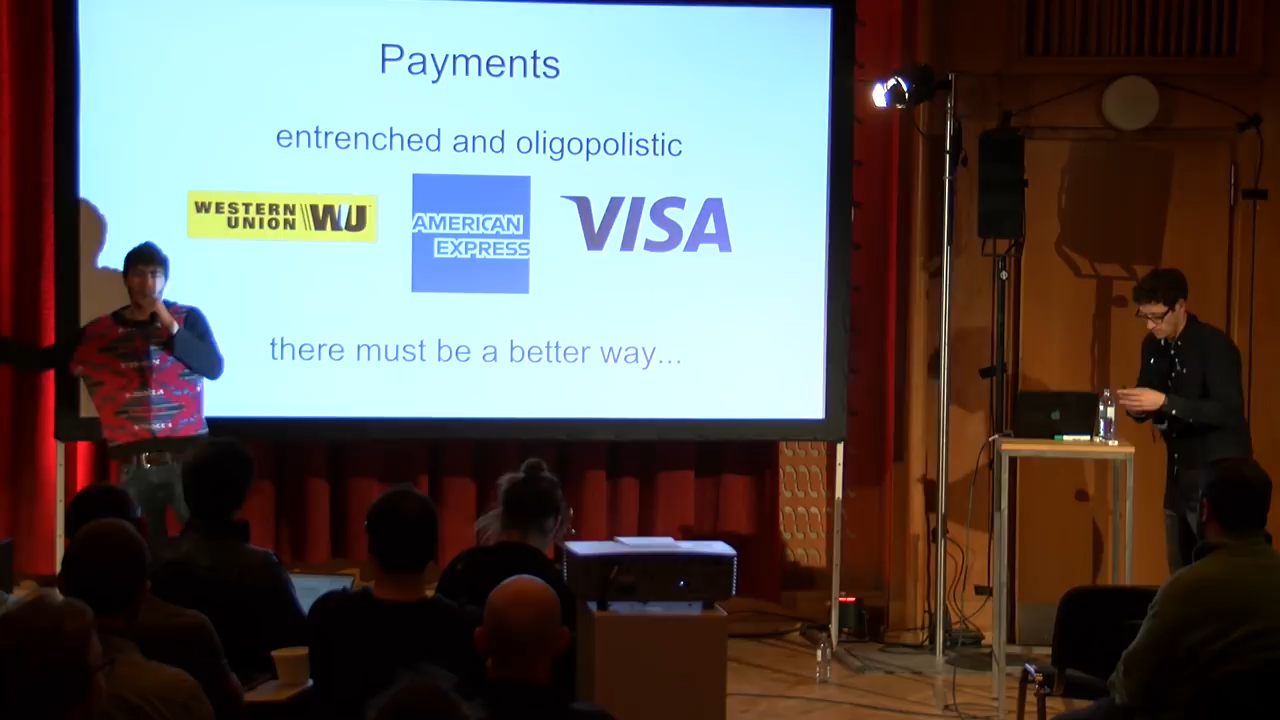 Payments
entrenched and oligopolistic
WESTERN
UNION WU
AMERICAN
EXPRESS
VISA
there must be a better way...